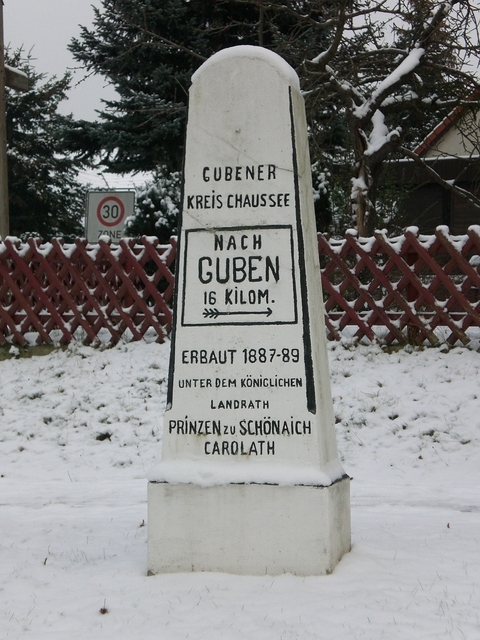 30
ZONE
GUBENER
KREIS CHAUSSEE
NACH
GUBEN
16 KILOM.
ERBAUT 1887-89
UNTER DEM KÖNIGLICHEN
LANDRATH
PRINZEN zu SCHÖNAICH
CAROLATH